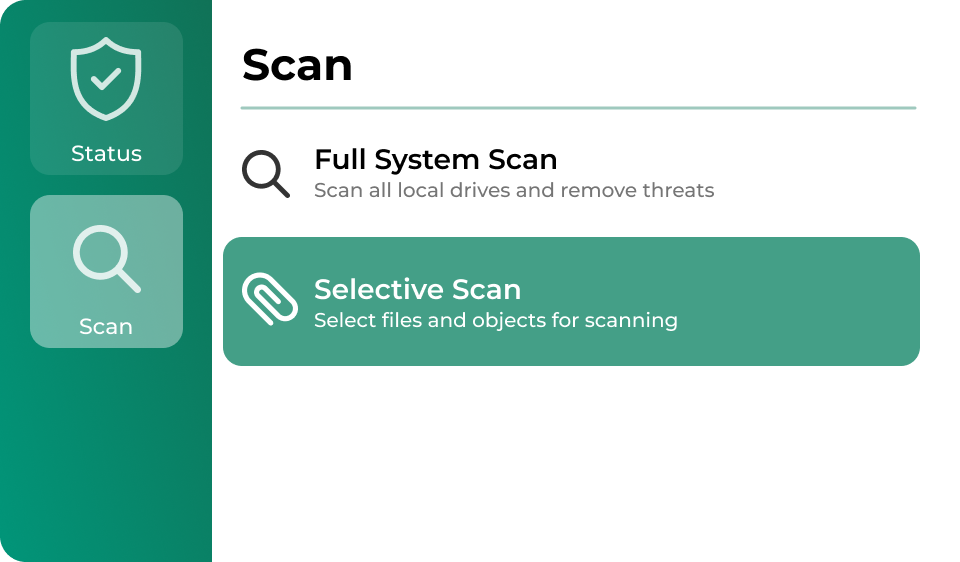 Status
Scan
Scan
Full System Scan
Scan all local drives and remove threats
Selective Scan
Select files and objects for scanning